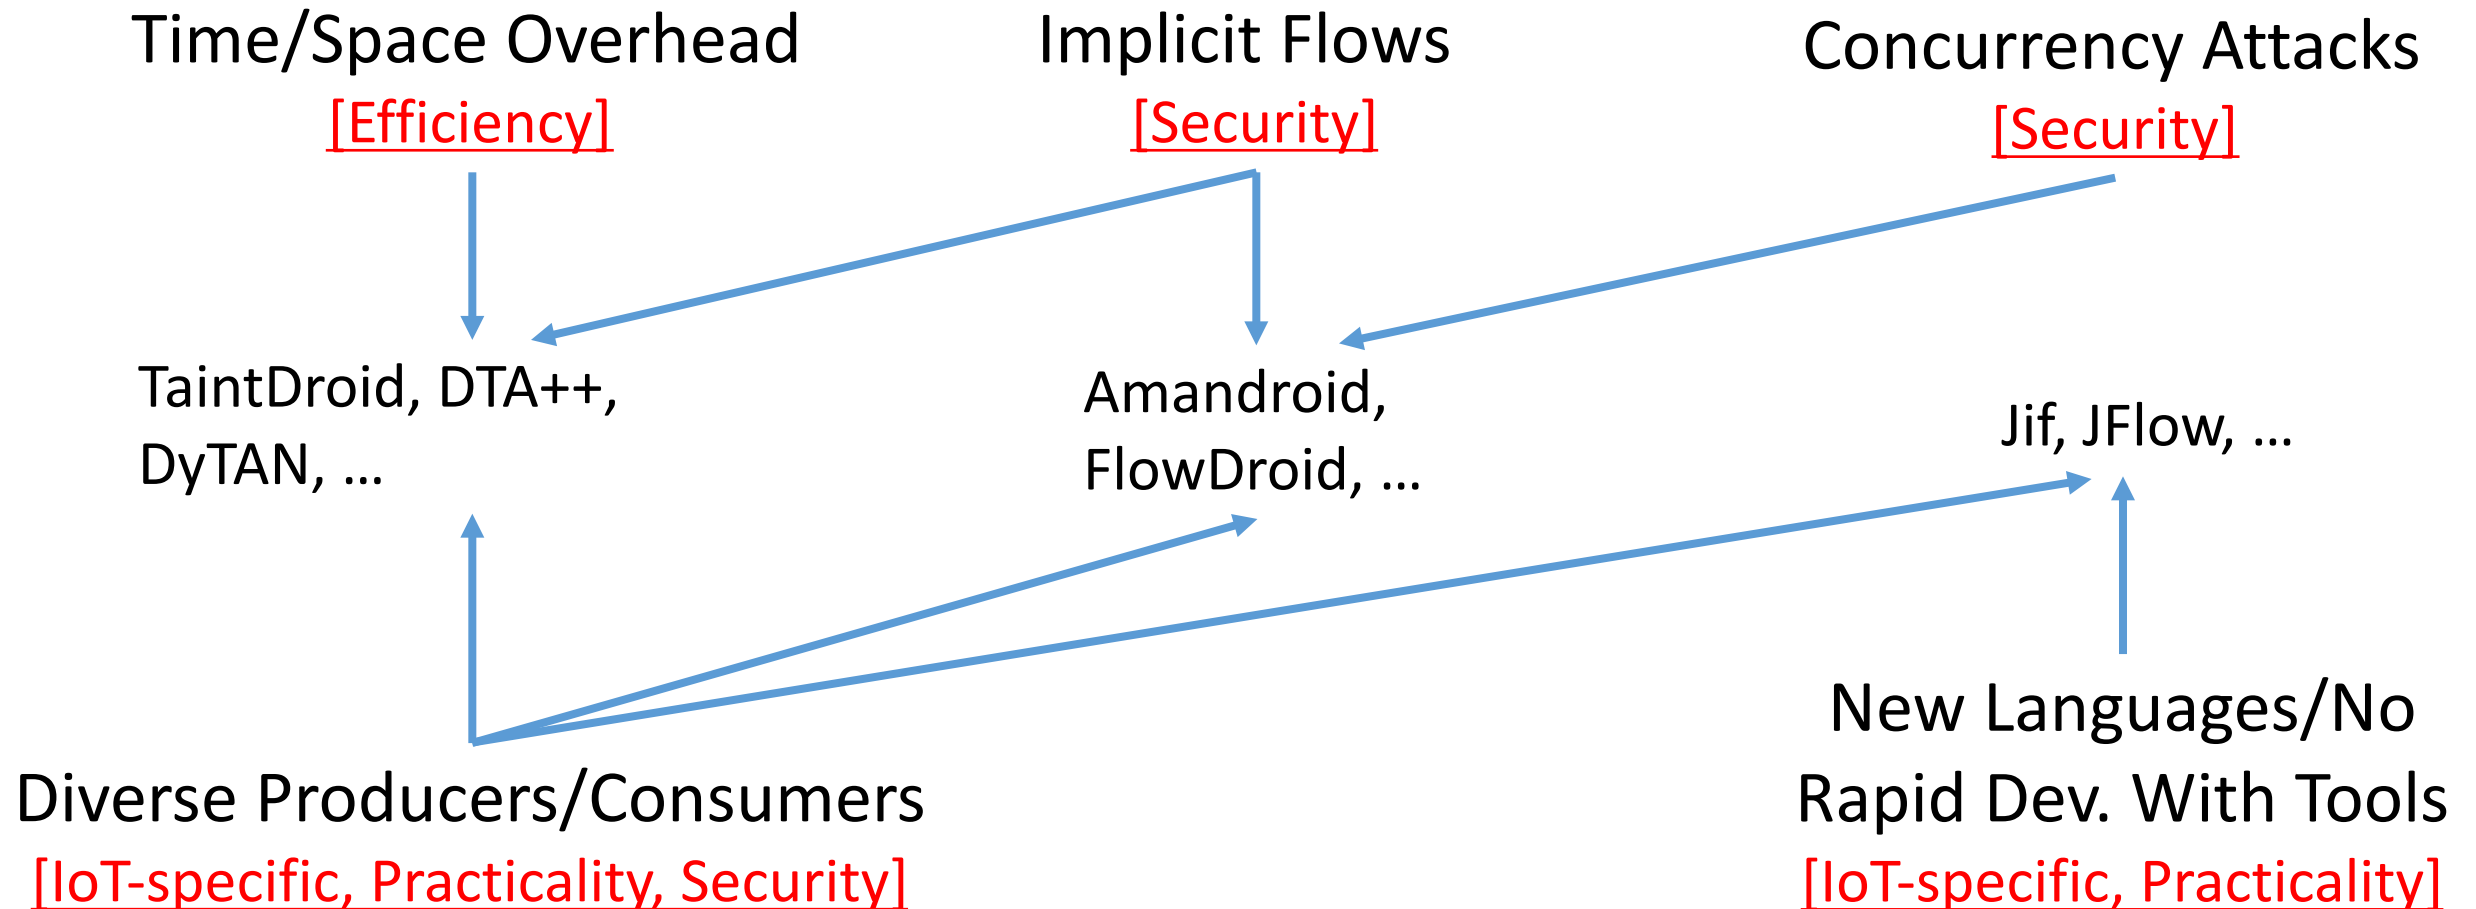 Time/Space Overhead
[Efficiency]
Implicit Flows
[Security]
Concurrency Attacks
[Security]
TaintDroid, DTA++,
DyTAN, ...
Amandroid,
FlowDroid, ...
Jif, JFlow, ...
Diverse Producers/Consumers
[IoT-specific, Practicality, Security]
New Languages/No
Rapid Dev. With Tools
[IoT-specific, Practicality]